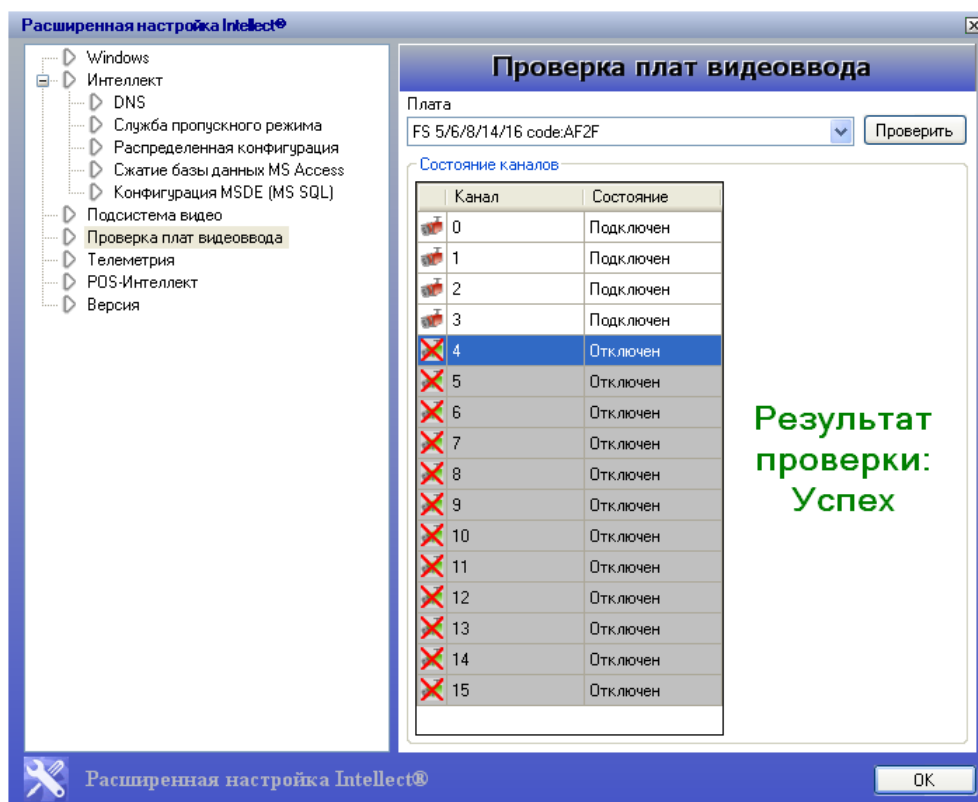 Расширенная настройка Intellect®
Windows
Интеллект
DNS
Служба пропускного режима
Распределенная конфигурация
Сжатие базы данных MS Access
Конфигурация MSDE (MS SQL)
Подсистема видео
Проверка плат видеоввода
Телеметрия
POS-Интеллект
Версия
Проверка плат видеоввода
Плата
FS 5/6/8/14/16 code:AF2F Проверить
Состояние каналов
Канал Состояние
0 Подключен
1 Подключен
2 Подключен
3 Подключен
4 Отключен
5 Отключен
6 Отключен
7 Отключен
8 Отключен
9 Отключен
10 Отключен
11 Отключен
12 Отключен
13 Отключен
14 Отключен
15 Отключен
Результат
проверки:
Успех
Расширенная настройка Intellect®
OK